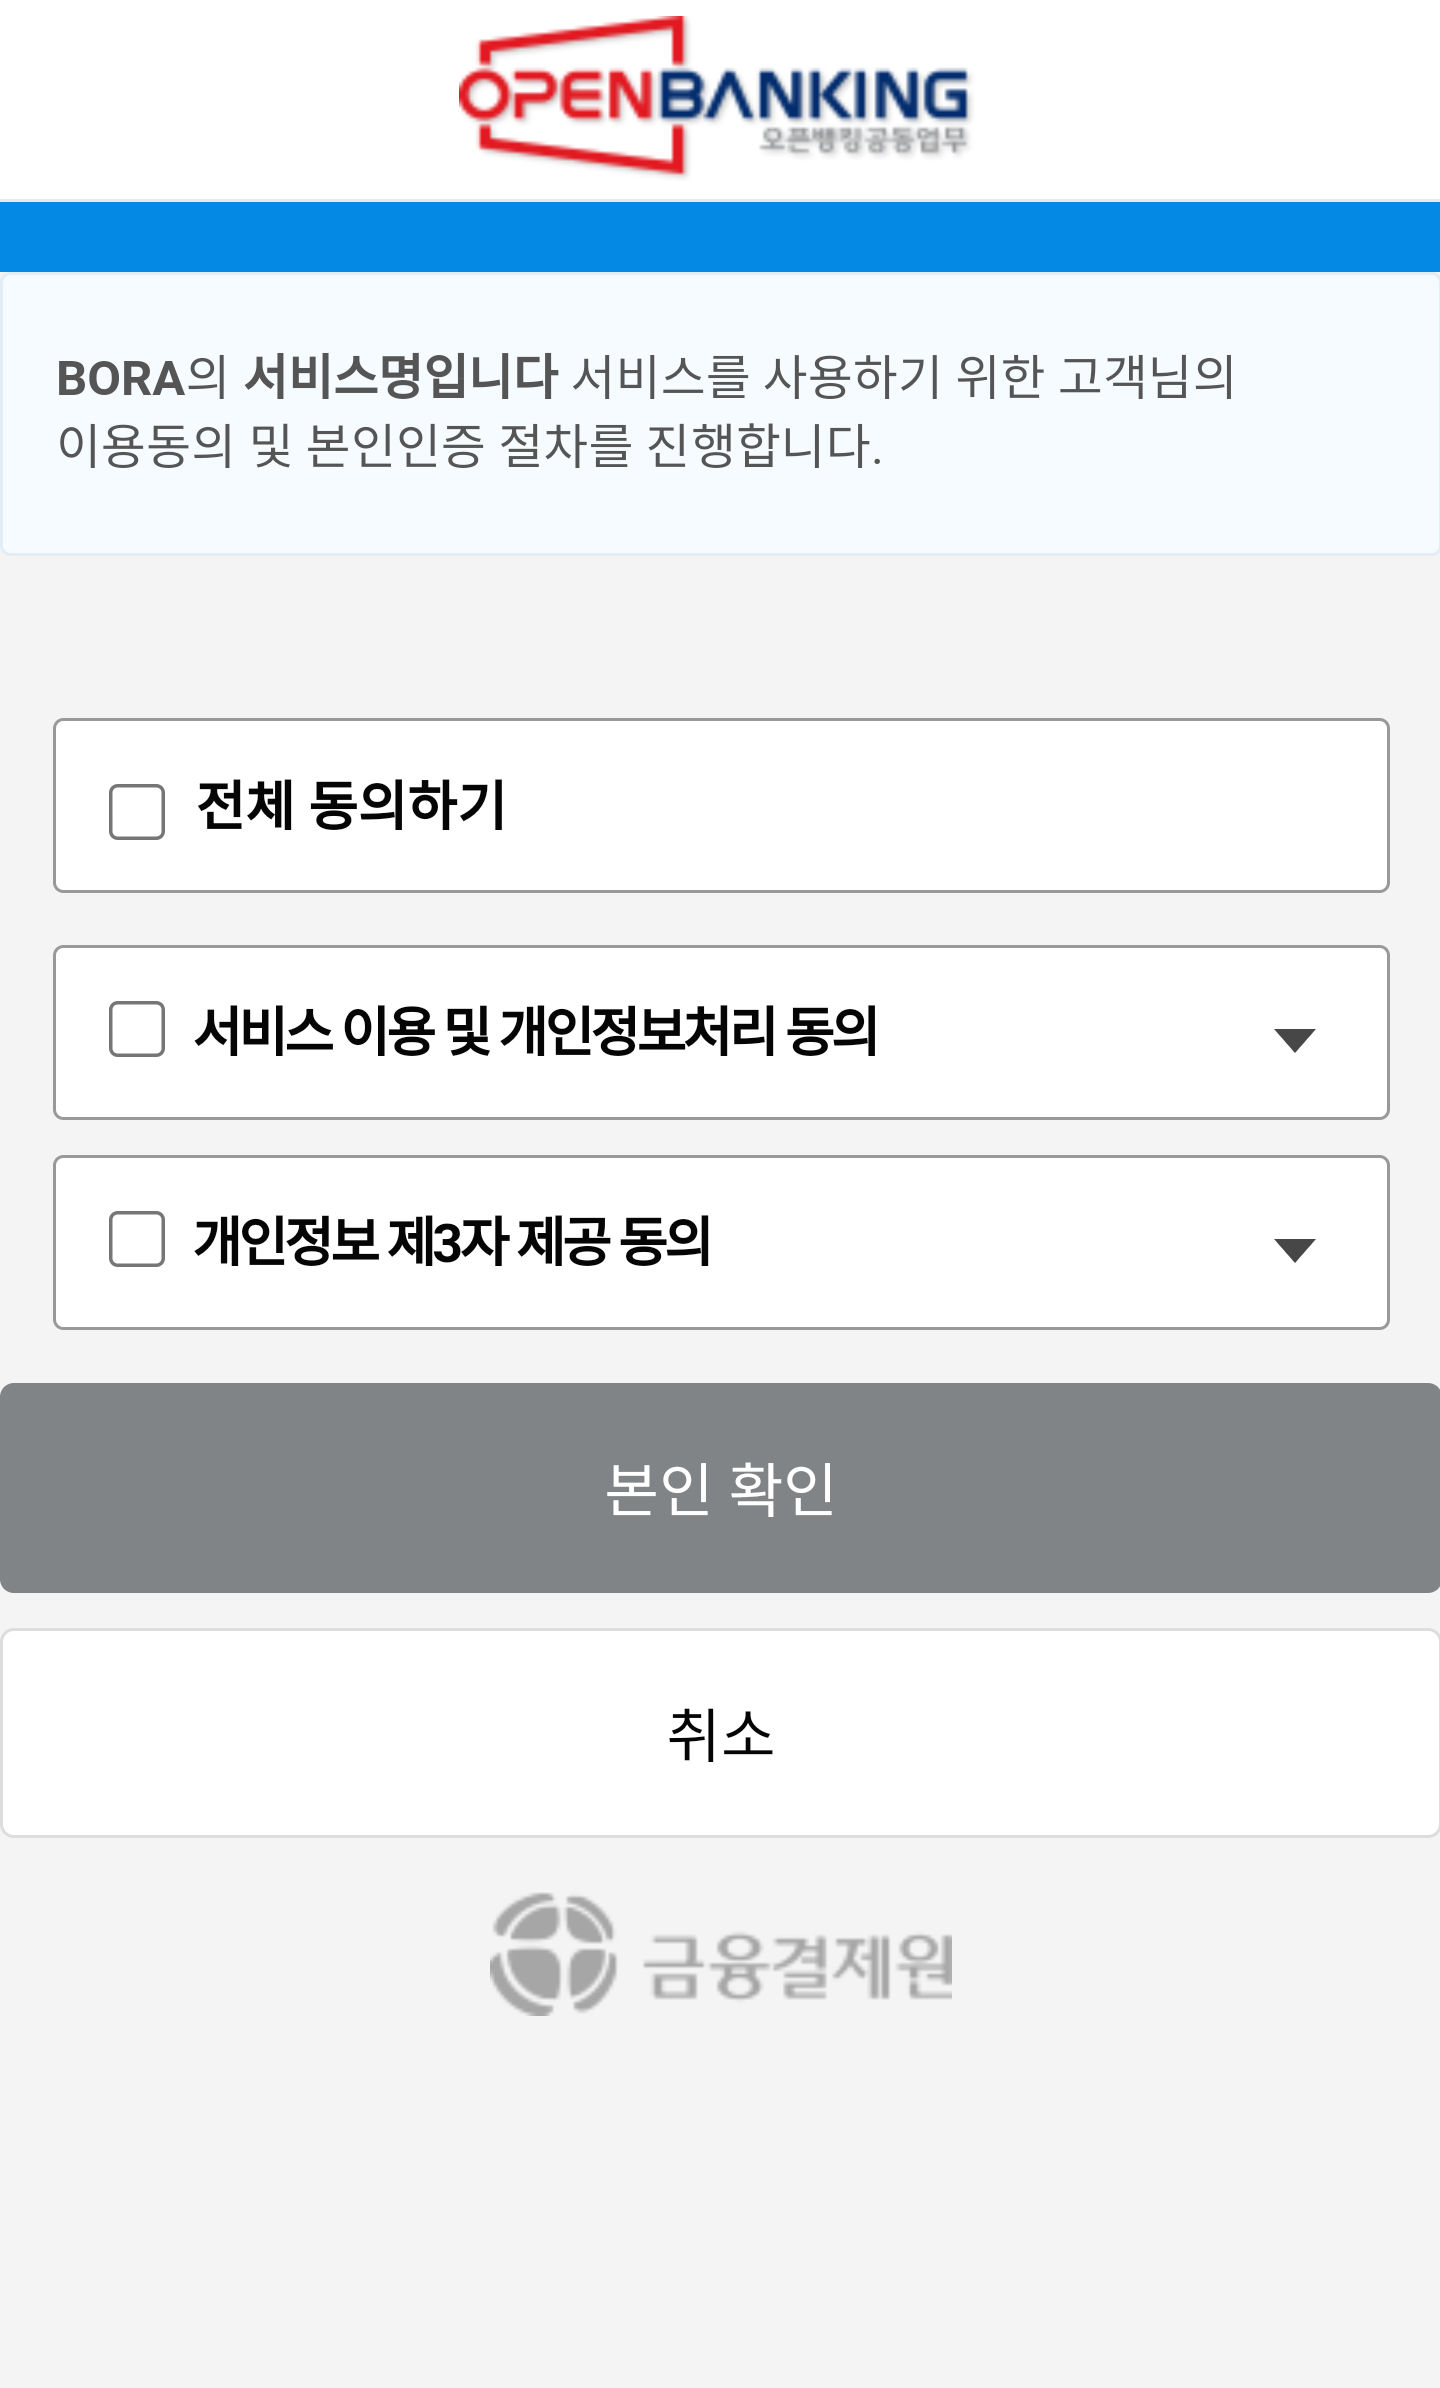 OPENBANKING
오픈뱅킹공동업무
BORA의 서비스명입니다 서비스를 사용하기 위한 고객님의
이용동의 및 본인인증 절차를 진행합니다.
전체 동의하기
서비스 이용 및 개인정보처리 동의
개인정보 제3자 제공 동의
본인 확인
취소
금융결제원